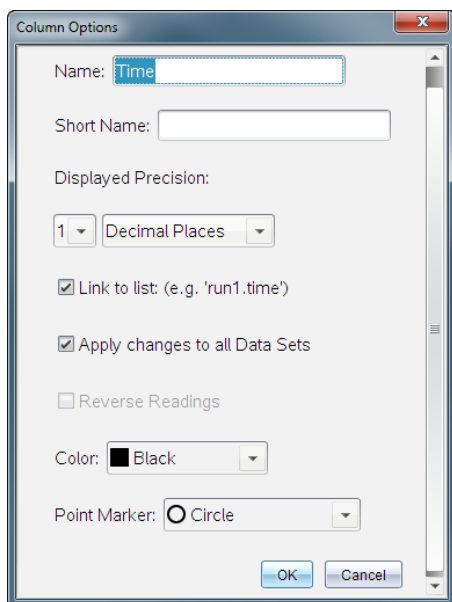 Column Options
Name: Time
Short Name:
Displayed Precision:
1 Decimal Places
Link to list: (e.g. 'run1.time')
Apply changes to all Data Sets
Reverse Readings
Color: Black
Point Marker: Circle
OK Cancel